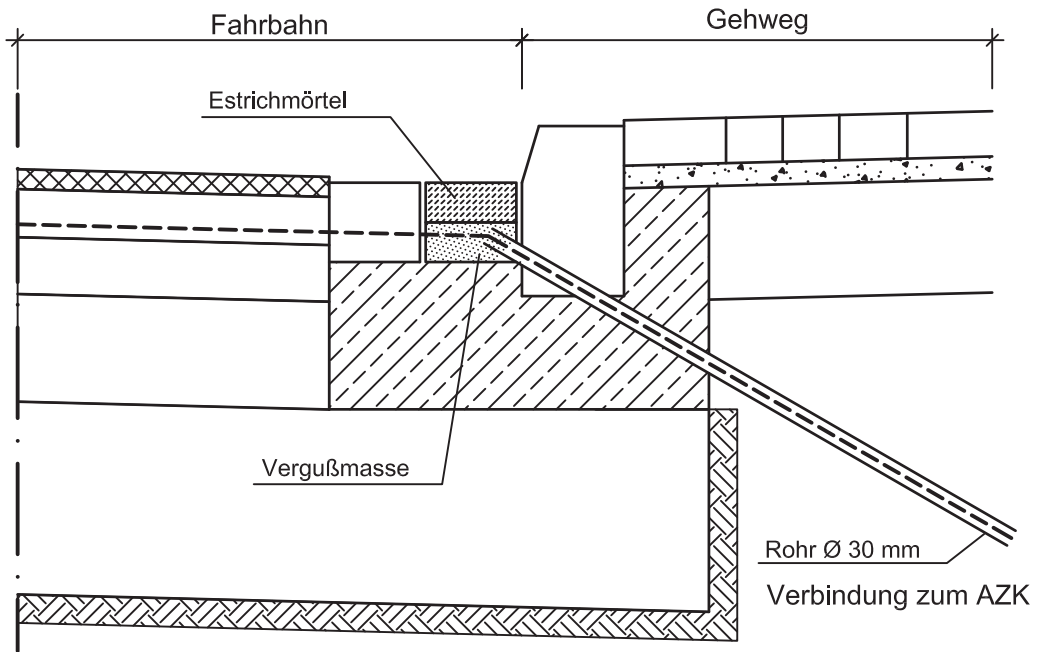 Fahrbahn
Gehweg
Estrichmörtel
Vergußmasse
Rohr Ø 30 mm
Verbindung zum AZK